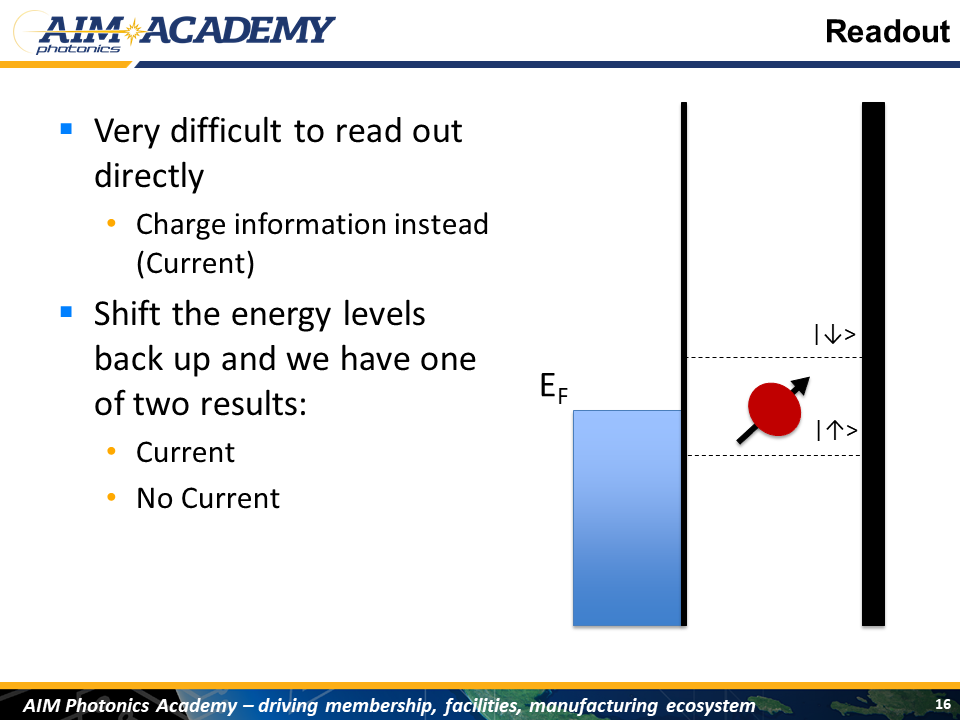 AIM ACADEMY
photonics
Readout
Very difficult to read out
directly
Charge information instead
(Current)
Shift the energy levels
back up and we have one
of two results:
Current
No Current
|↓>
E_F
|↑>
AIM Photonics Academy – driving membership, facilities, manufacturing ecosystem
16